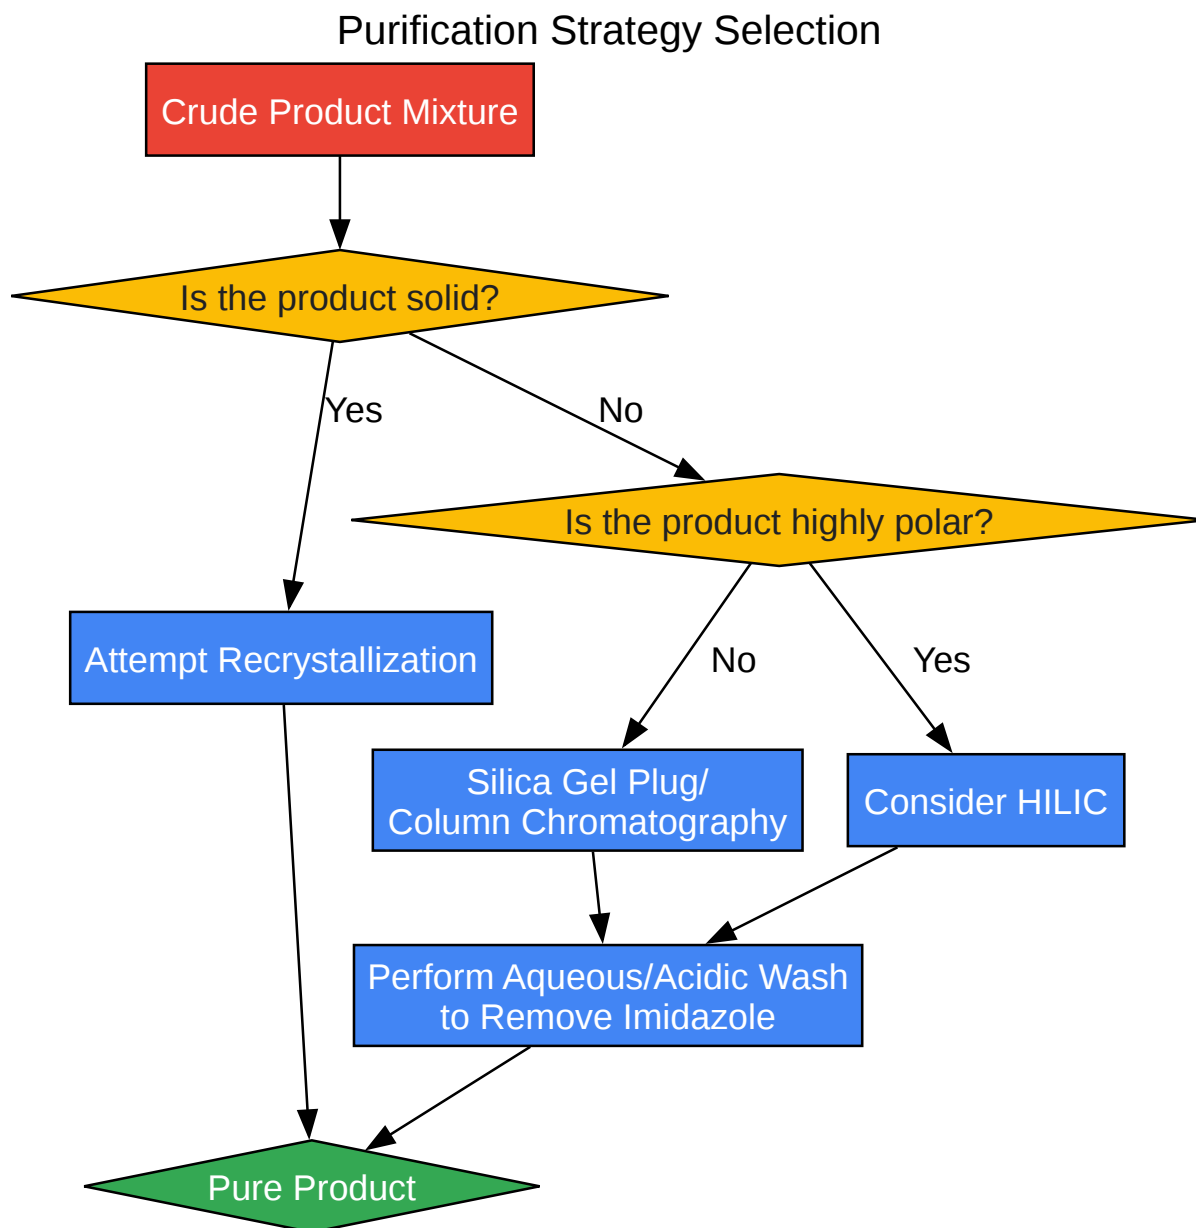 Purification Strategy Selection
Crude Product Mixture
Is the product solid?
Yes
No
Is the product highly polar?
Attempt Recrystallization
No
Yes
Silica Gel Plug/
Column Chromatography
Consider HILIC
Perform Aqueous/Acidic Wash
to Remove Imidazole
Pure Product